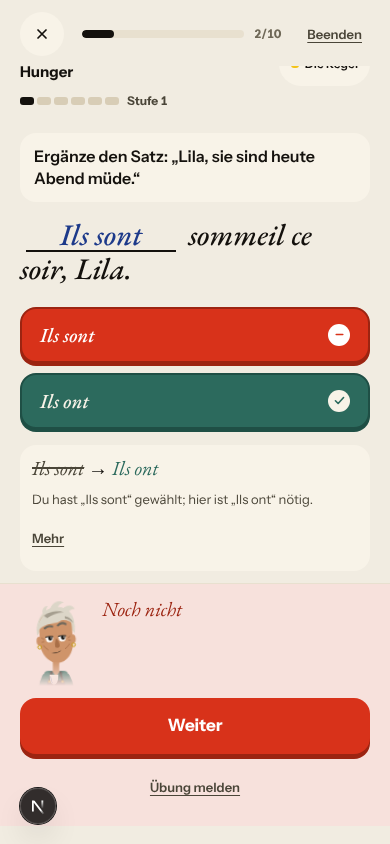 2/10
Beenden
Hunger
Die Regel
Stufe 1
Ergänze den Satz: „Lila, sie sind heute
Abend müde.“
Ils sont sommeil ce
soir, Lila.
Ils sont
Ils ont
Ils sont → Ils ont
Du hast „Ils sont“ gewählt; hier ist „Ils ont“ nötig.
Mehr
Noch nicht
Weiter
Übung melden
N